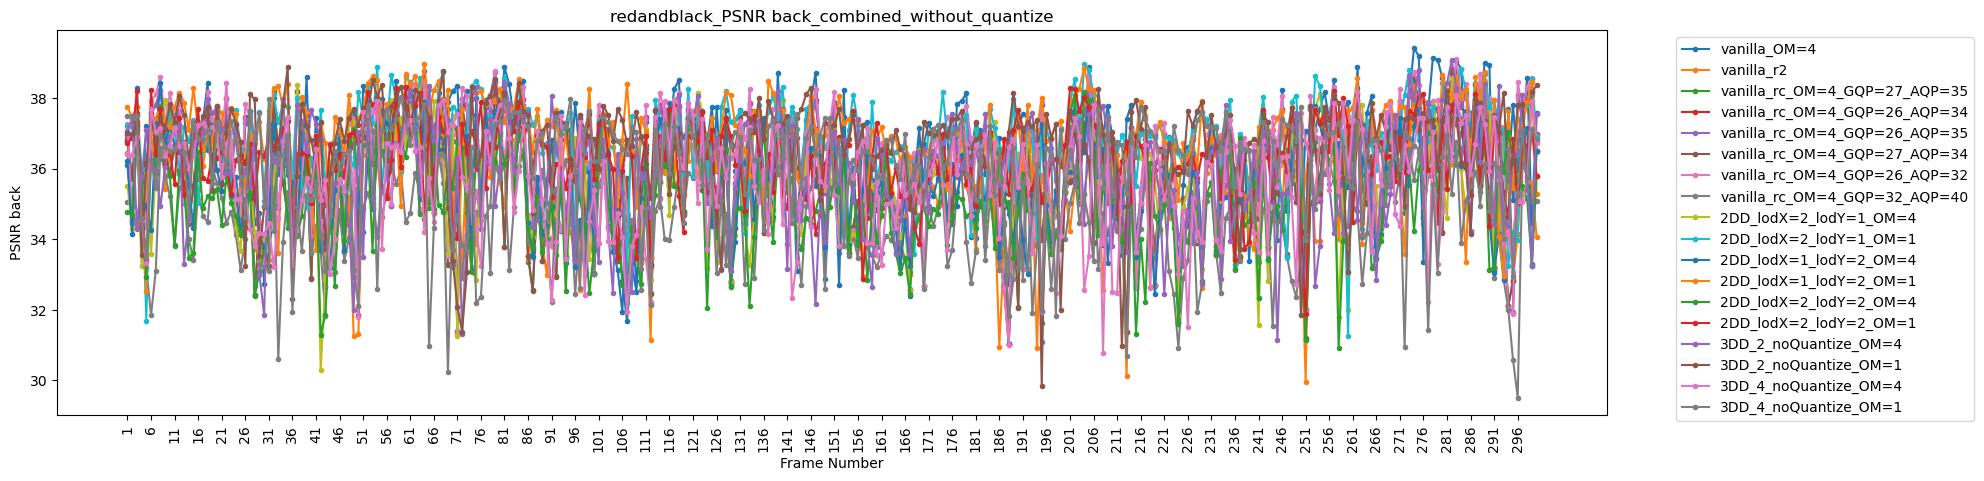 redandblack_PSNR back_combined_without_quantize
PSNR back
38
36
34
32
30
1 6 11 16 21 26 31 36 41 46 51 56 61 66 71 76 81 86 91 96 101 106 111 116 121 126 131 136 141 146 151 156 161 166 171 176 181 186 191 196 201 206 211 216 221 226 231 236 241 246 251 256 261 266 271 276 281 286 291 296
Frame Number
vanilla_OM=4
vanilla_r2
vanilla_rc_OM=4_GQP=27_AQP=35
vanilla_rc_OM=4_GQP=26_AQP=34
vanilla_rc_OM=4_GQP=26_AQP=35
vanilla_rc_OM=4_GQP=27_AQP=34
vanilla_rc_OM=4_GQP=26_AQP=32
vanilla_rc_OM=4_GQP=32_AQP=40
2DD_lodX=2_lodY=1_OM=4
2DD_lodX=2_lodY=1_OM=1
2DD_lodX=1_lodY=2_OM=4
2DD_lodX=1_lodY=2_OM=1
2DD_lodX=2_lodY=2_OM=4
2DD_lodX=2_lodY=2_OM=1
3DD_2_noQuantize_OM=4
3DD_2_noQuantize_OM=1
3DD_4_noQuantize_OM=4
3DD_4_noQuantize_OM=1